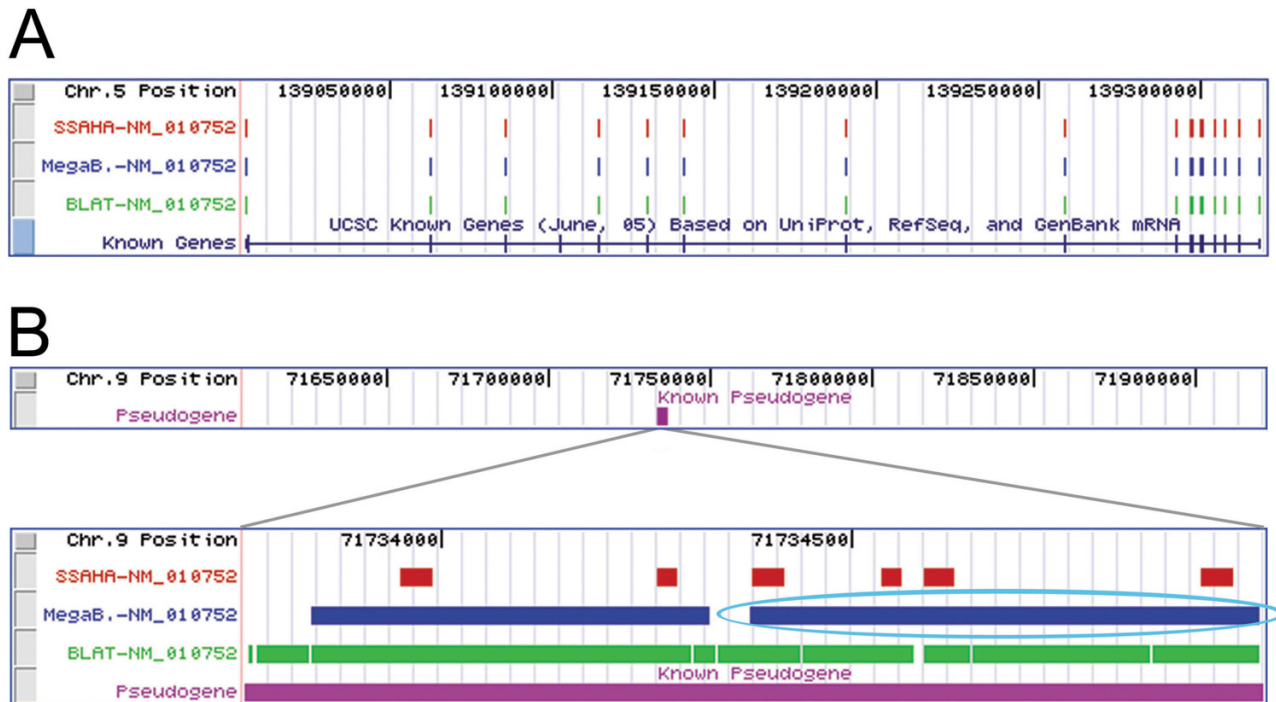 A
Chr.5 Position 139050000| 139100000| 139150000| 139200000| 139250000| 139300000|
SSAHA-NM_010752
MegaB.-NM_010752
BLAT-NM_010752
UCSC Known Genes (June, 05) Based on UniProt, RefSeq, and GenBank mRNA
Known Genes
B
Chr.9 Position 71650000| 71700000| 71750000| 71800000| 71850000| 71900000|
Known Pseudogene
Pseudogene
Chr.9 Position 71734000| 71734500|
SSAHA-NM_010752
MegaB.-NM_010752
BLAT-NM_010752
Known Pseudogene
Pseudogene